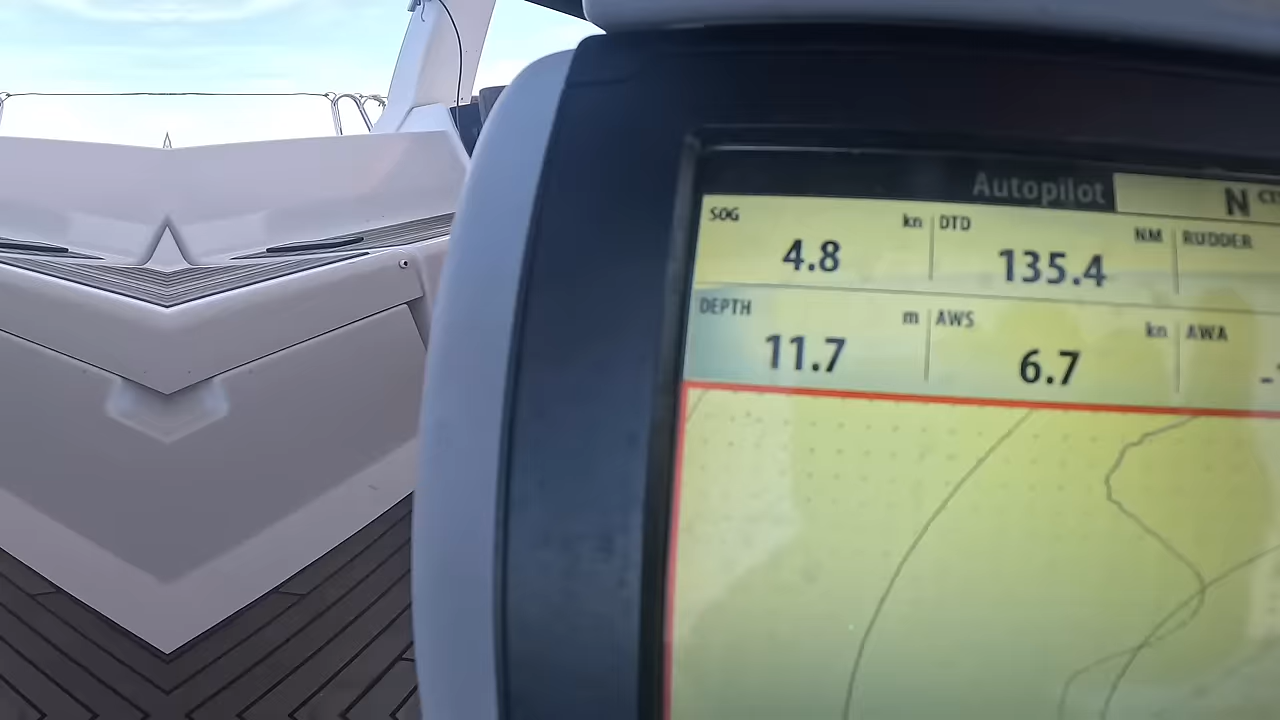 Autopilot N
SOG kn DTD NM RUDDER
4.8 135.4
DEPTH m AWS kn AWA
11.7 6.7